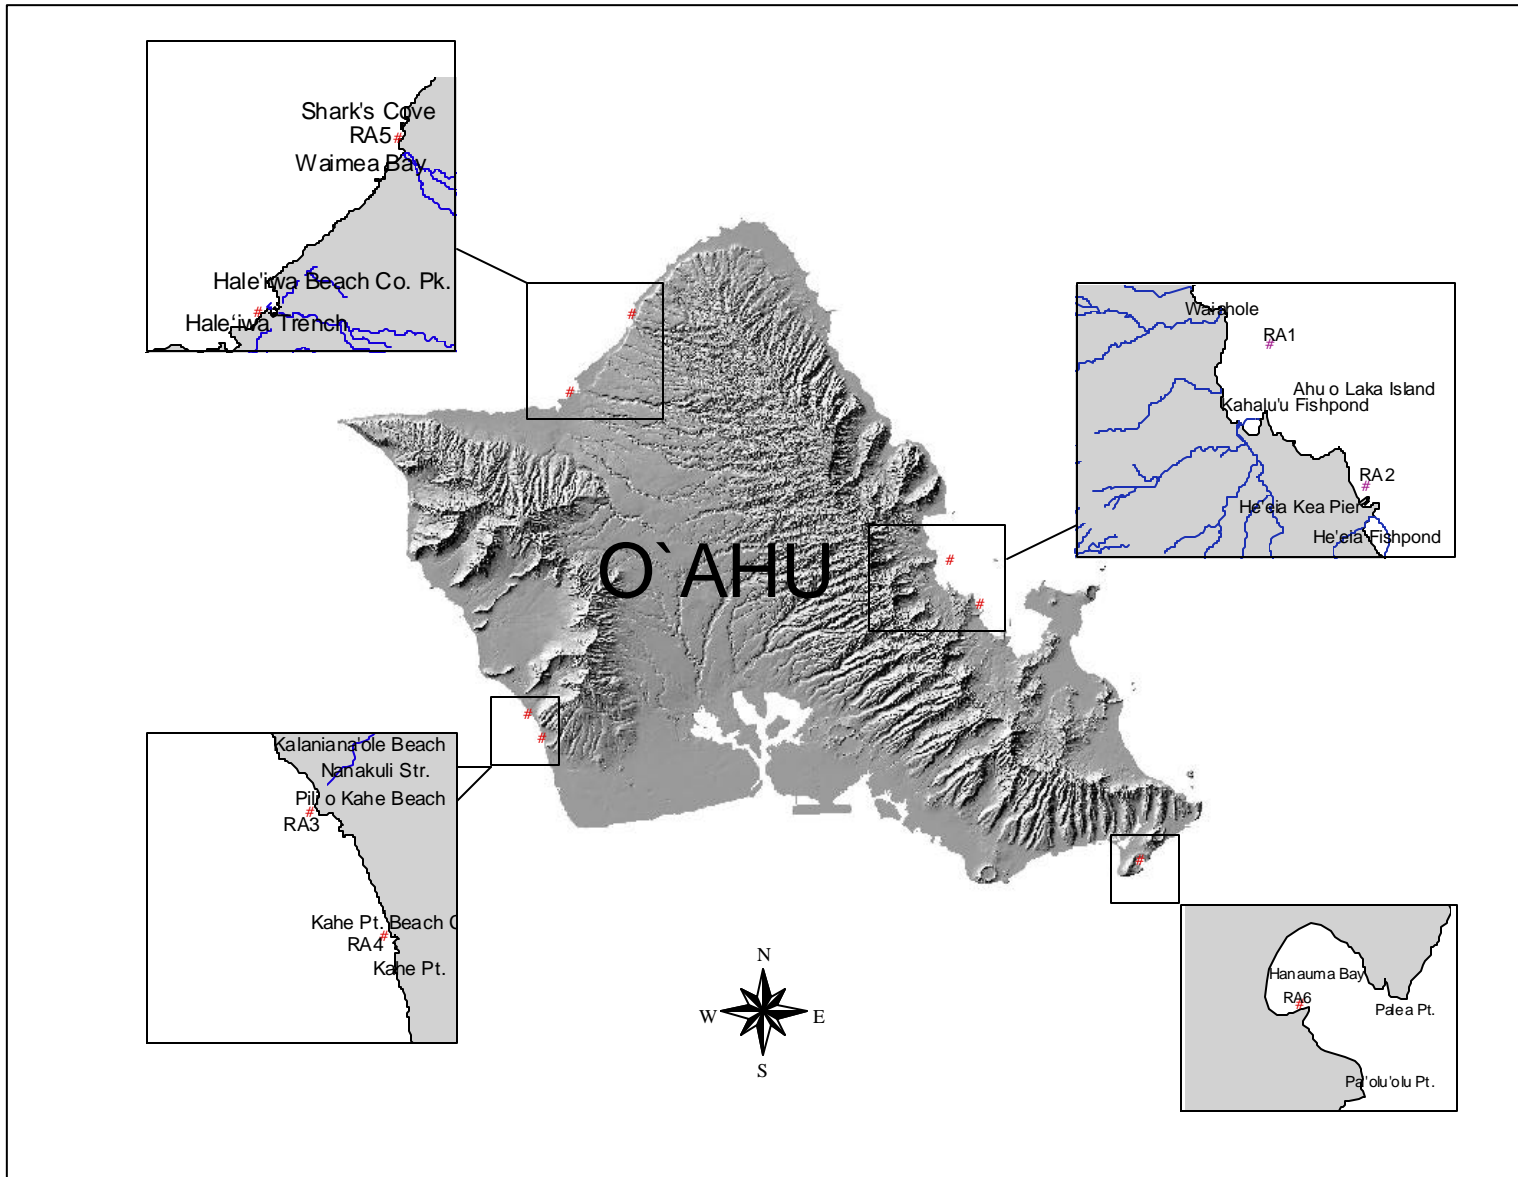 Shark's Cove
RA5
Waimea Bay
Hale'iwa Beach Co. Pk.
Hale'iwa Trench
Waiahole
RA1
Ahu o Laka Island
Kahalu'u Fishpond
RA2
He'eia Kea Pier
He'eia Fishpond
O`AHU
Kalaniana'ole Beach
Nanakuli Str.
Pili o Kahe Beach
RA3
Kahe Pt. Beach C
RA4
Kahe Pt.
Hanauma Bay
RA6
Palea Pt.
Pa'olu'olu Pt.
N
W E
S